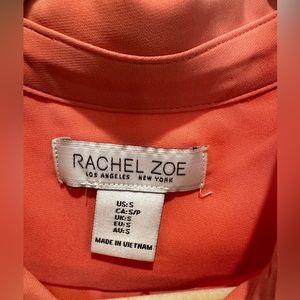 RACHEL ZOE
LOS ANGELES NEW YORK
US:S
CA:S/P
UK:S
EU:S
AU:S
MADE IN VIETNAM